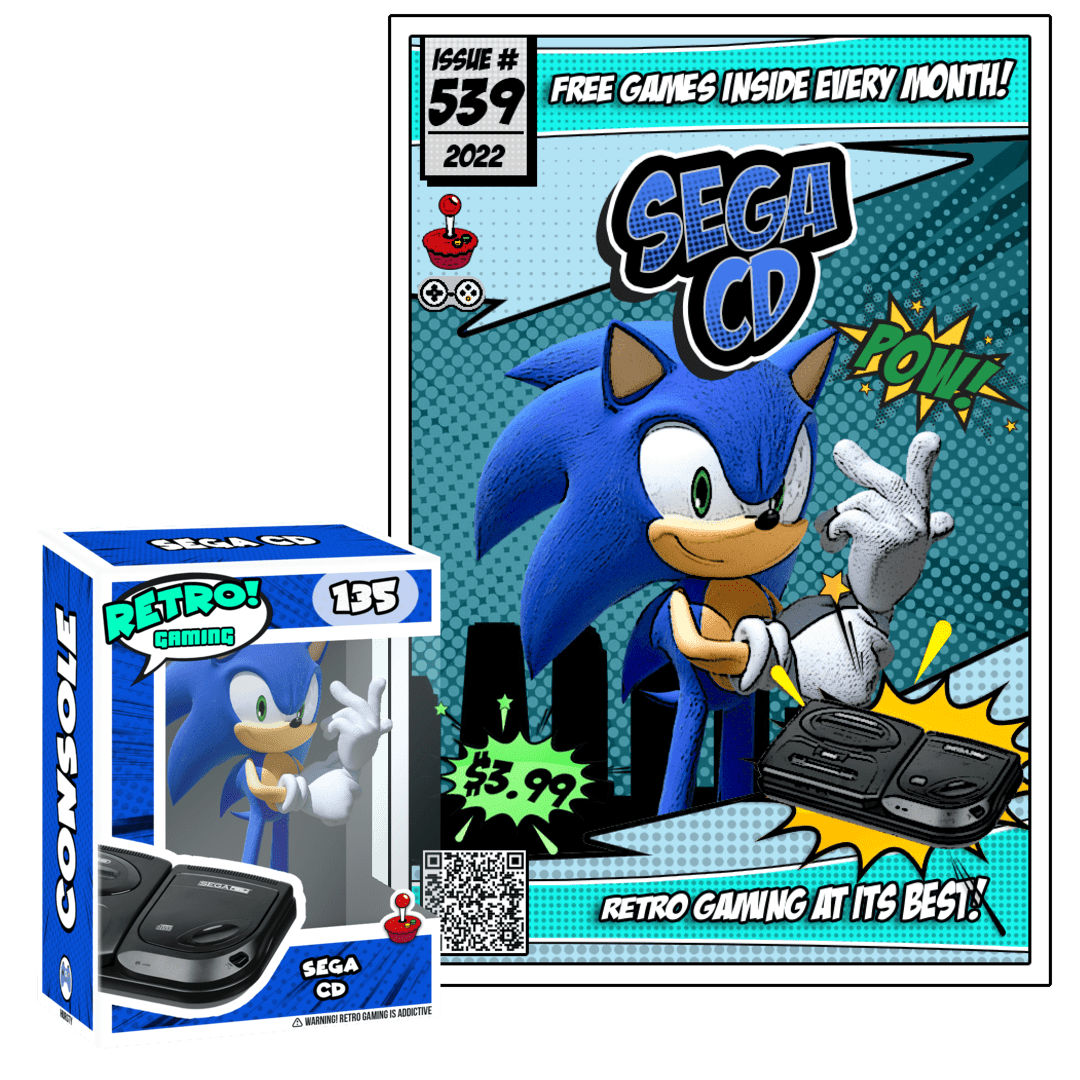 ISSUE #
539
2022
FREE GAMES INSIDE EVERY MONTH!
SEGA
CD
POW!
$3.99
RETRO GAMING AT ITS BEST!
SEGA CD
RETRO!
GAMING
135
CONSOLE
SEGA
CD
WARNING! RETRO GAMING IS ADDICTIVE